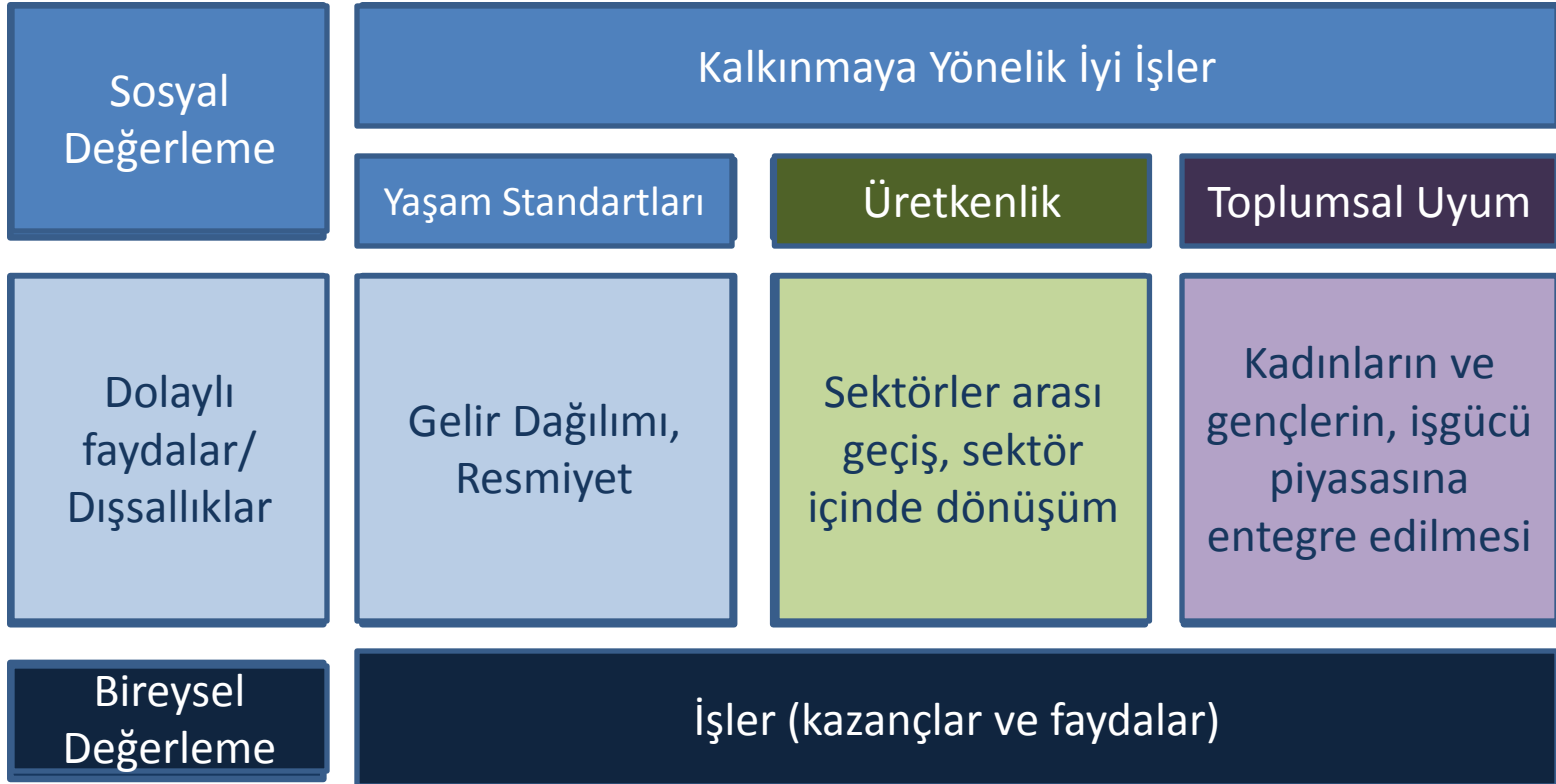 Sosyal
Değerleme
Kalkınmaya Yönelik İyi İşler
Yaşam Standartları
Üretkenlik
Toplumsal Uyum
Dolaylı
faydalar/
Dışsallıklar
Gelir Dağılımı,
Resmiyet
Sektörler arası
geçiş, sektör
içinde dönüşüm
Kadınların ve
gençlerin, işgücü
piyasasına
entegre edilmesi
Bireysel
Değerleme
İşler (kazançlar ve faydalar)